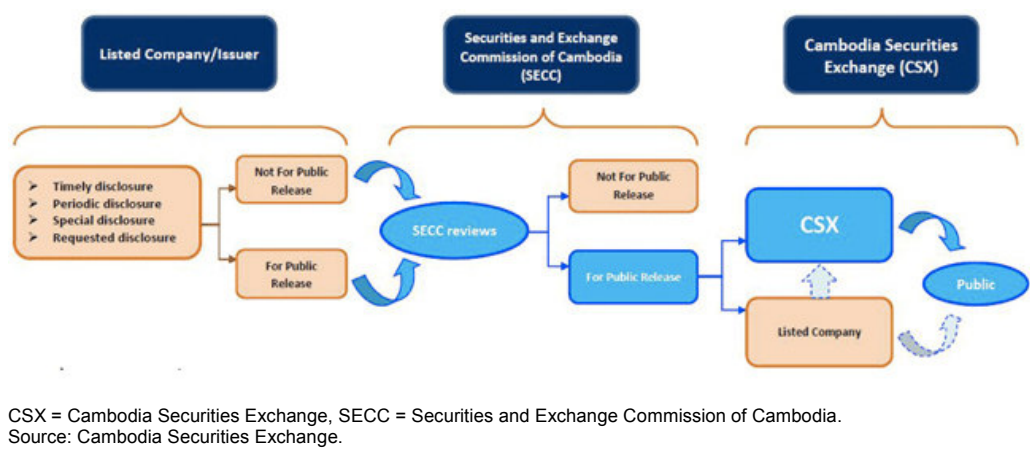 Listed Company/Issuer
Securities and Exchange
Commission of Cambodia
(SECC)
Cambodia Securities
Exchange (CSX)
➢ Timely disclosure
➢ Periodic disclosure
➢ Special disclosure
➢ Requested disclosure
Not For Public
Release
For Public
Release
SECC reviews
Not For Public
Release
For Public Release
CSX
Listed Company
Public
CSX = Cambodia Securities Exchange, SECC = Securities and Exchange Commission of Cambodia.
Source: Cambodia Securities Exchange.